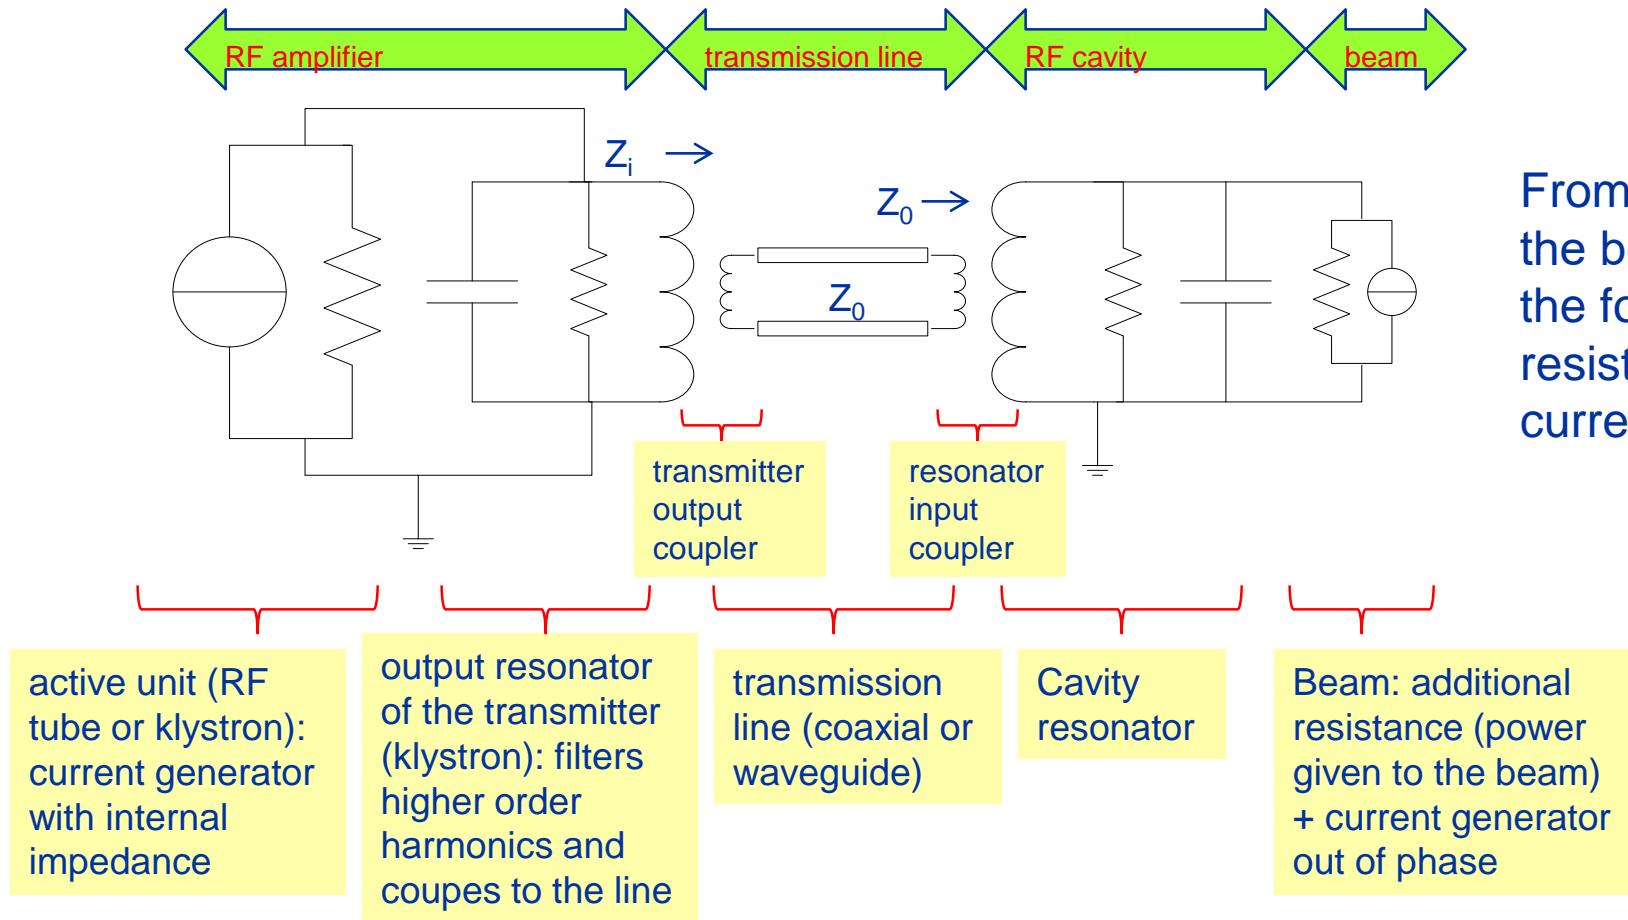 RF amplifier
transmission line
RF cavity
beam
Zi
Z0
Z0
From
the b
the fo
resist
curre
transmitter
output
coupler
resonator
input
coupler
active unit (RF
tube or klystron):
current generator
with internal
impedance
output resonator
of the transmitter
(klystron): filters
higher order
harmonics and
coupes to the line
transmission
line (coaxial or
waveguide)
Cavity
resonator
Beam: additional
resistance (power
given to the beam)
+ current generator
out of phase